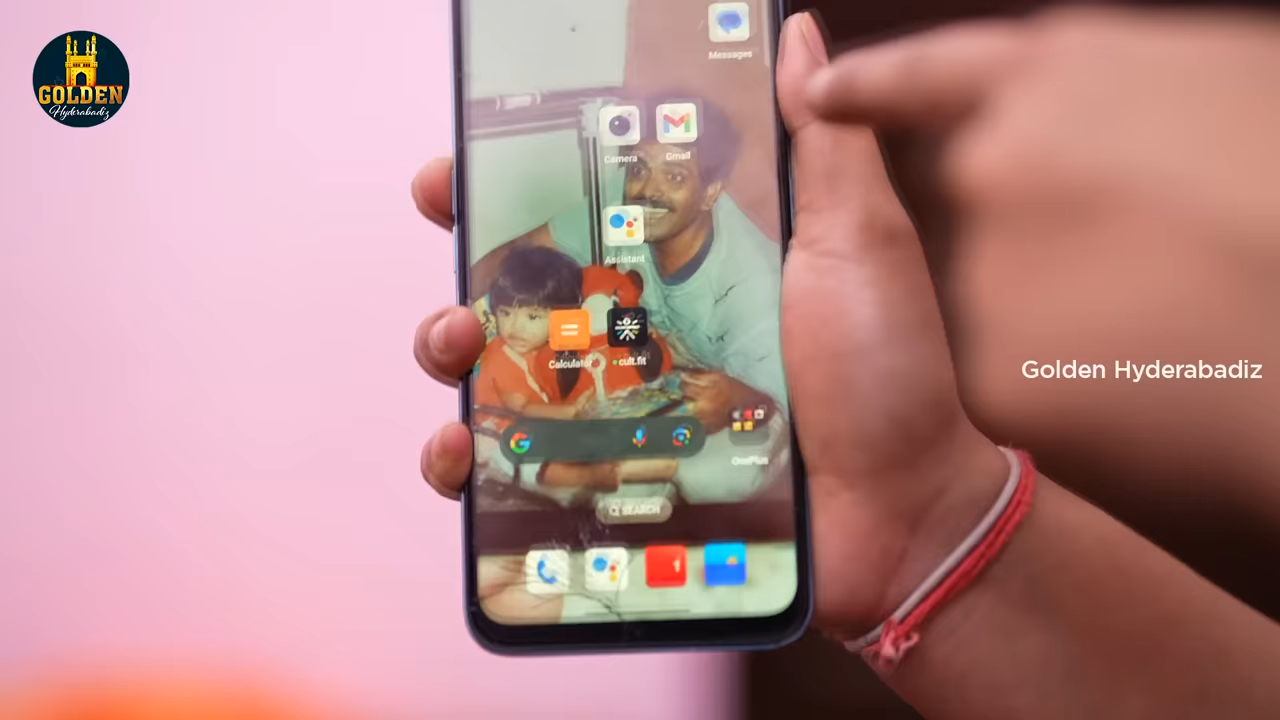 GOLDEN
Hyderabadiz
Messages
Camera
Gmail
Assistant
Calculator
cult.fit
Golden Hyderabadiz
OnePlus
SEARCH